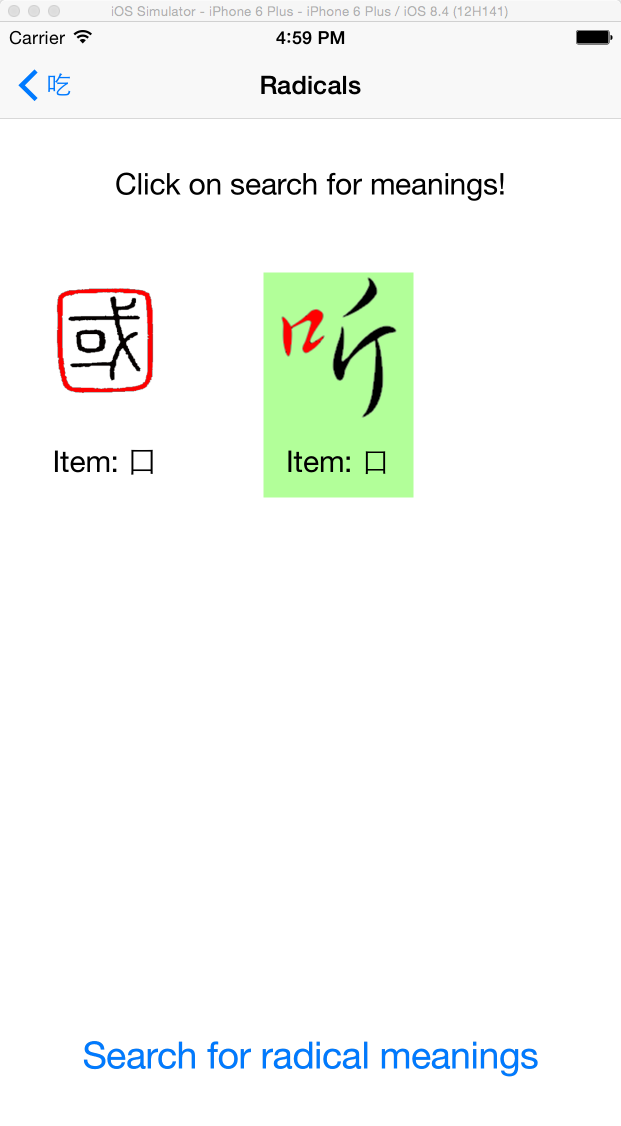 iOS Simulator - iPhone 6 Plus - iPhone 6 Plus / iOS 8.4 (12H141)
Carrier 4:59 PM
吃 Radicals
Click on search for meanings!
國 听
Item: 囗 Item: 口
Search for radical meanings